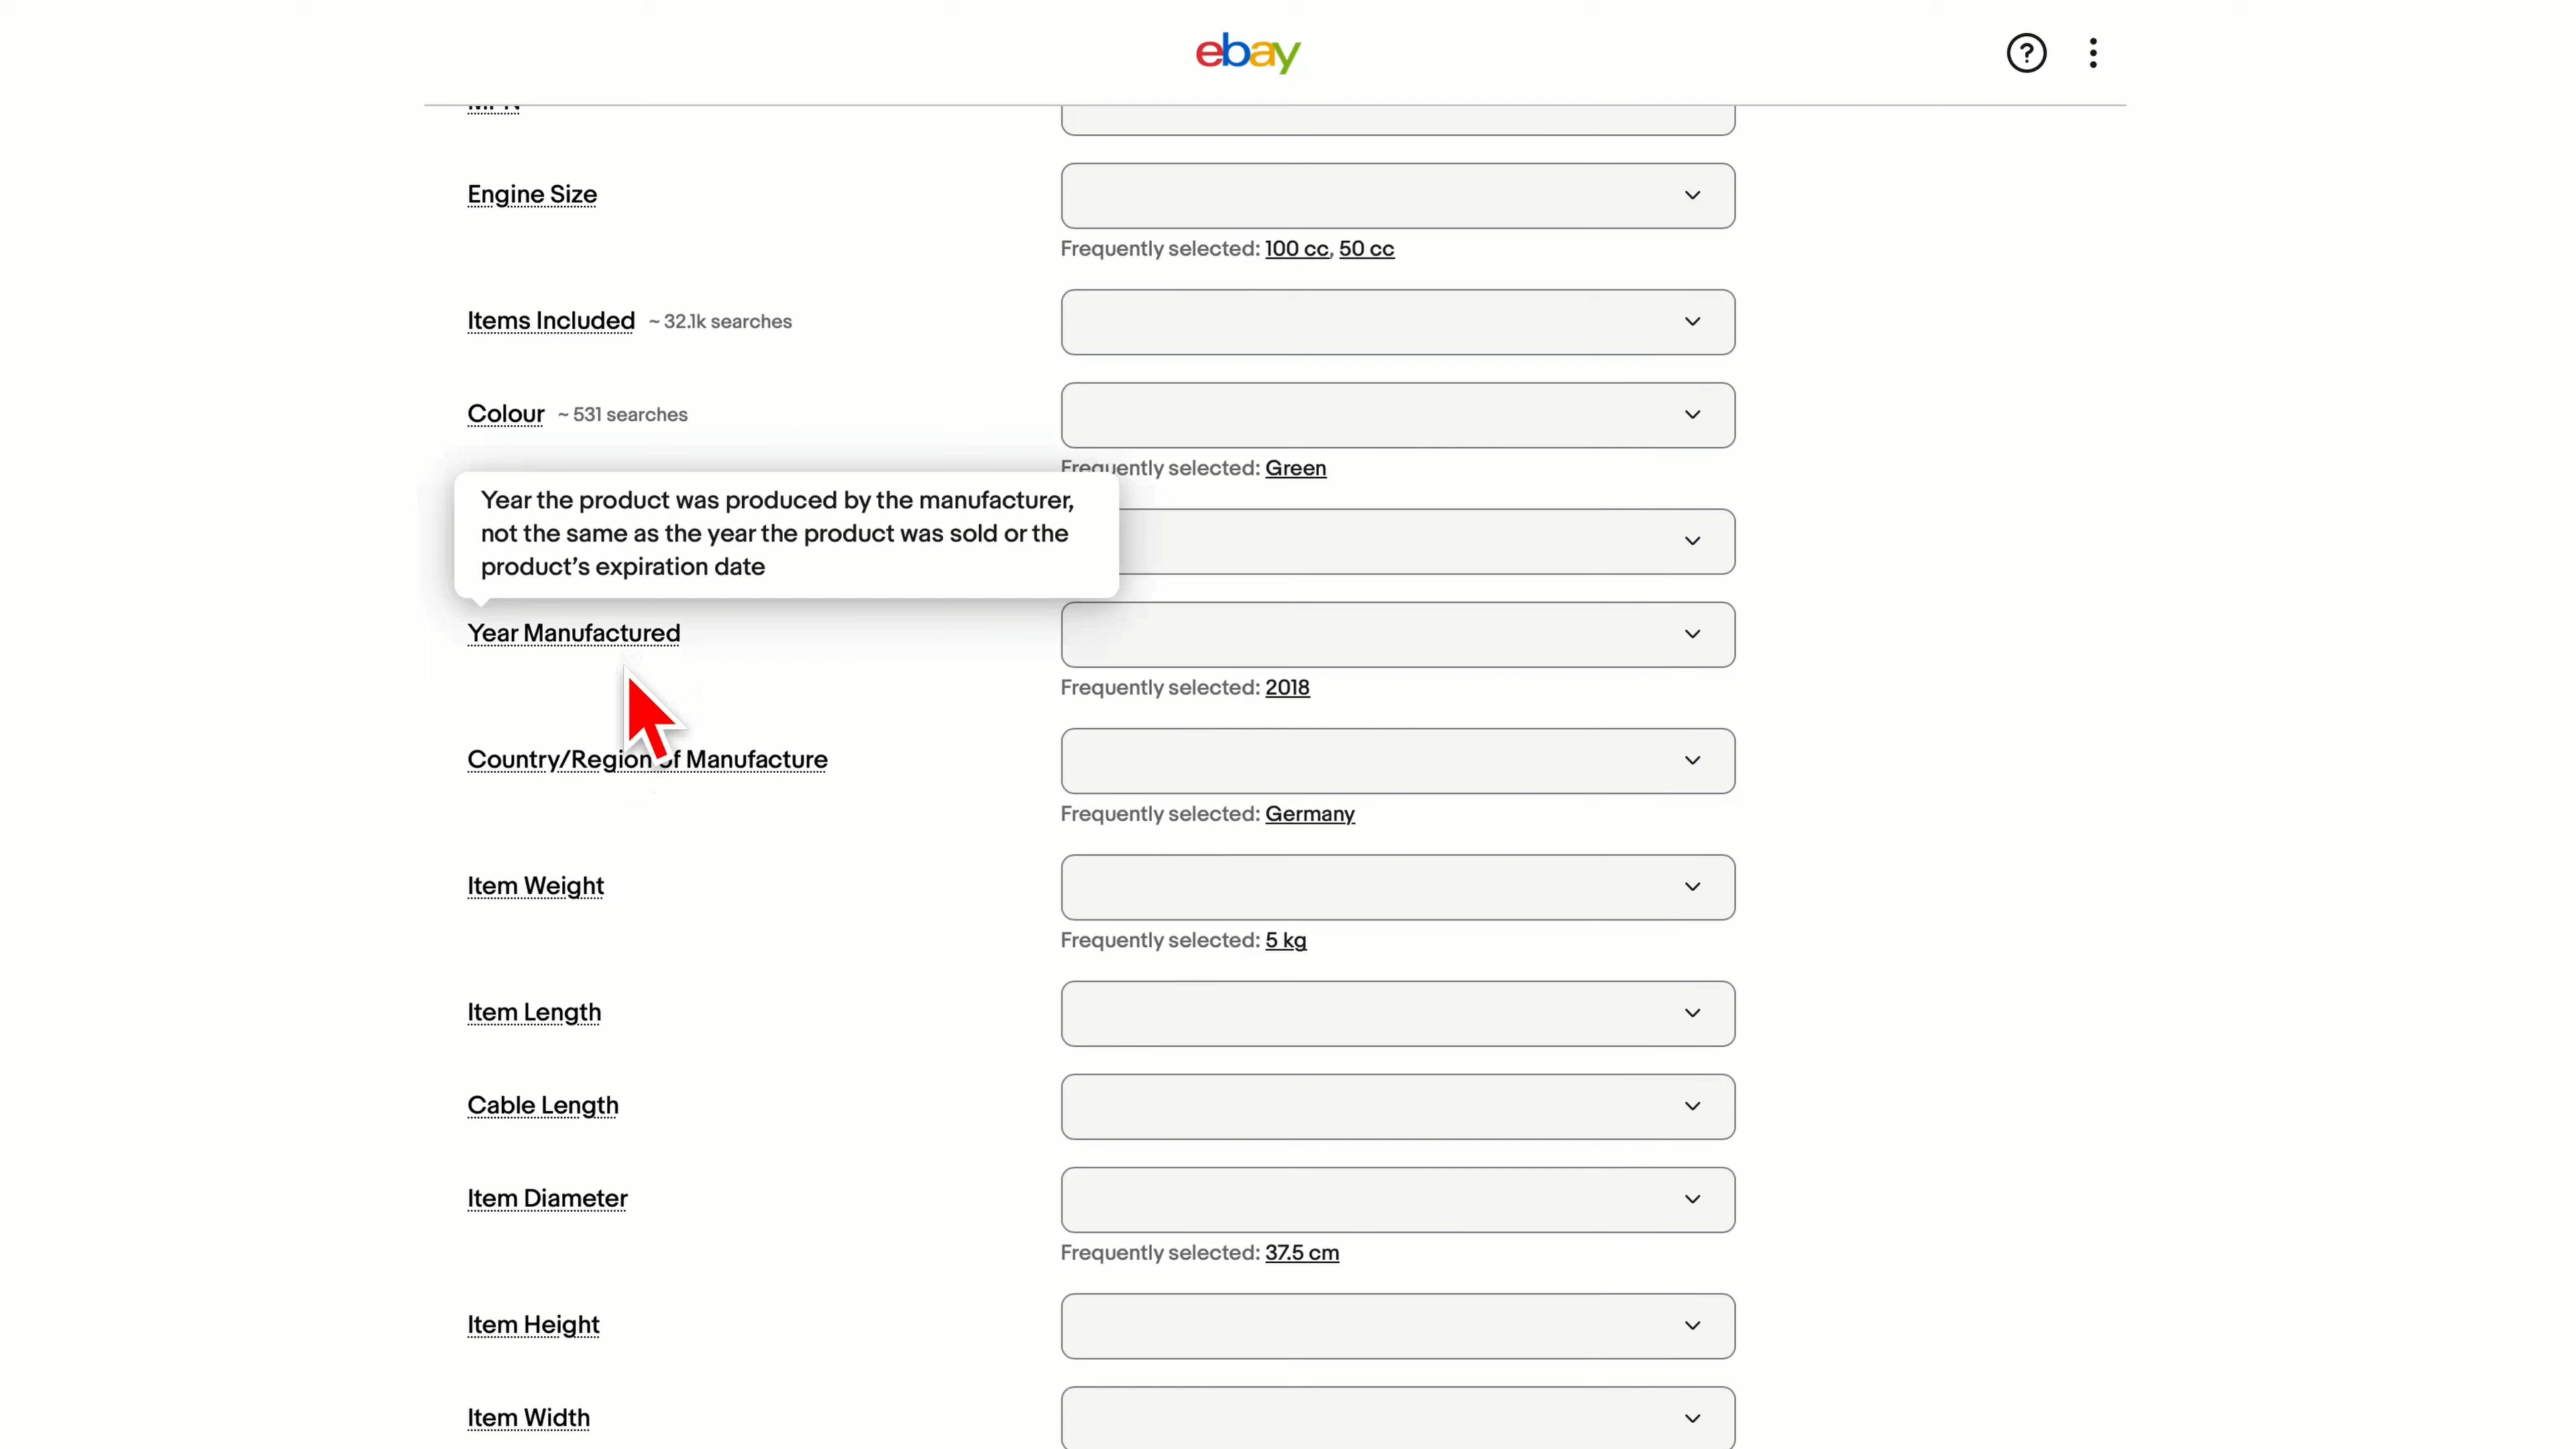 ebay
?
MPN
Engine Size
Frequently selected: 100 cc, 50 cc
Items Included ~ 32.1k searches
Colour ~ 531 searches
Frequently selected: Green
Year the product was produced by the manufacturer,
not the same as the year the product was sold or the
product's expiration date
Year Manufactured
Frequently selected: 2018
Country/Region of Manufacture
Frequently selected: Germany
Item Weight
Frequently selected: 5 kg
Item Length
Cable Length
Item Diameter
Frequently selected: 37.5 cm
Item Height
Item Width